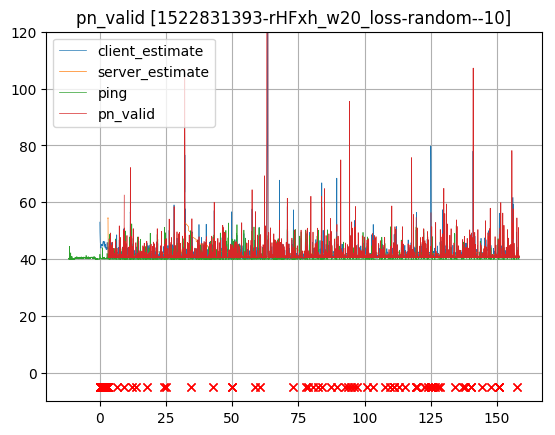 pn_valid [1522831393-rHFxh_w20_loss-random--10]
client_estimate
server_estimate
ping
pn_valid
120
100
80
60
40
20
0
0 25 50 75 100 125 150